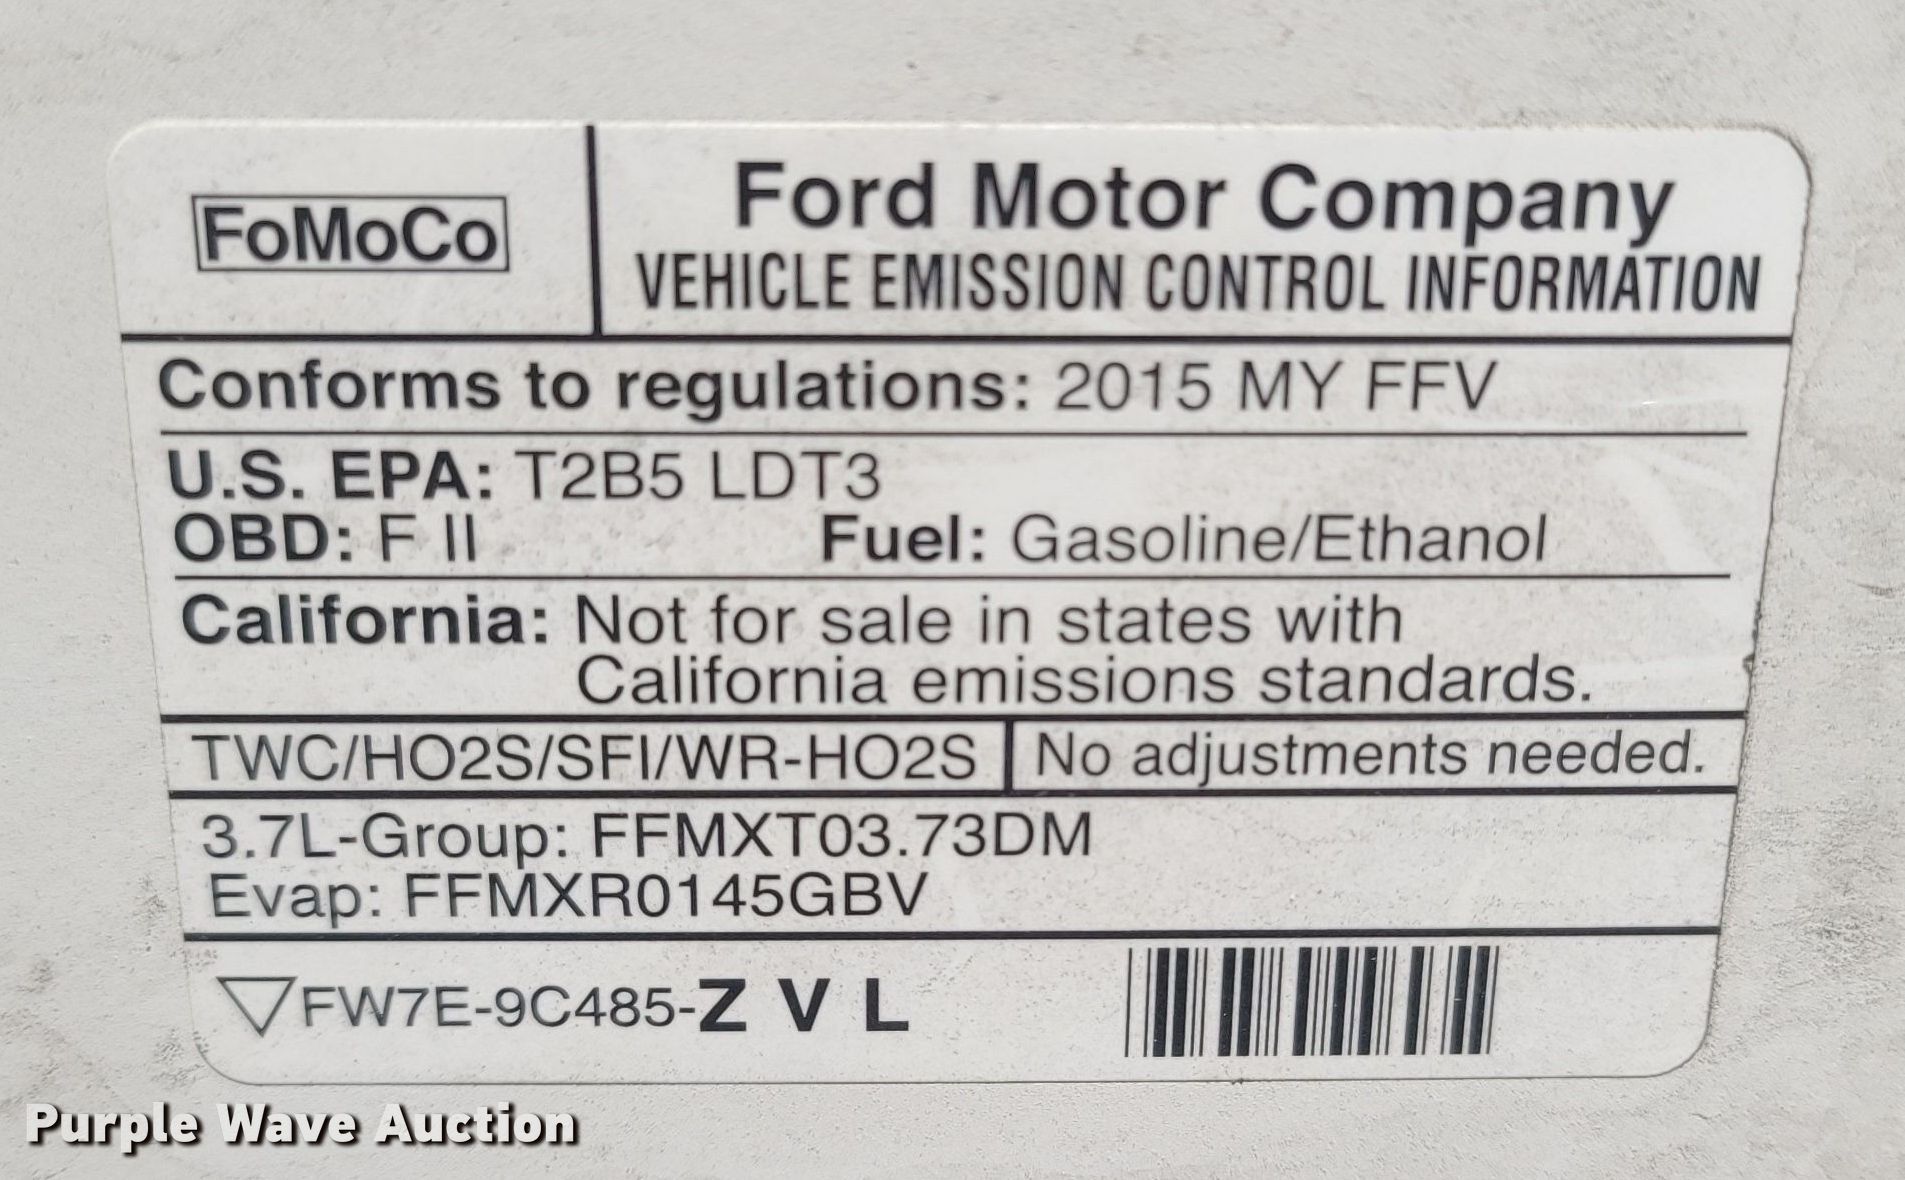 FoMoCo
Ford Motor Company
VEHICLE EMISSION CONTROL INFORMATION
Conforms to regulations: 2015 MY FFV
U.S. EPA: T2B5 LDT3
OBD: F II Fuel: Gasoline/Ethanol
California: Not for sale in states with
California emissions standards.
TWC/HO2S/SFI/WR-HO2S No adjustments needed.
3.7L-Group: FFMXT03.73DM
Evap: FFMXR0145GBV
FW7E-9C485-Z V L
Purple Wave Auction